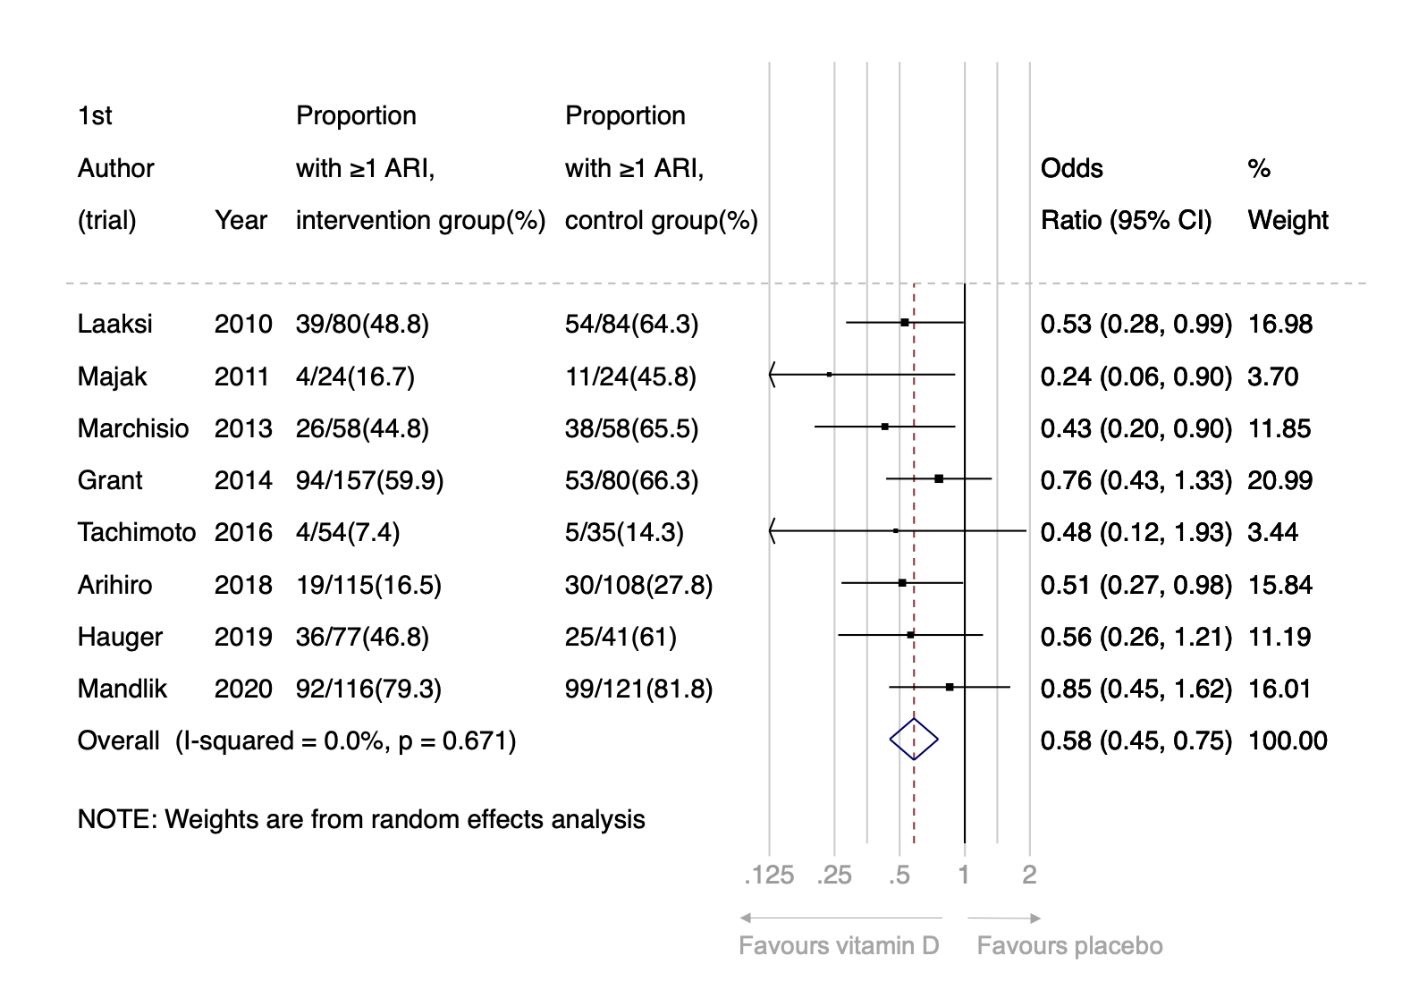 1st Proportion Proportion
Author with ≥1 ARI, with ≥1 ARI, Odds %
(trial) Year intervention group(%) control group(%) Ratio (95% CI) Weight
Laaksi 2010 39/80(48.8) 54/84(64.3) 0.53 (0.28, 0.99) 16.98
Majak 2011 4/24(16.7) 11/24(45.8) 0.24 (0.06, 0.90) 3.70
Marchisio 2013 26/58(44.8) 38/58(65.5) 0.43 (0.20, 0.90) 11.85
Grant 2014 94/157(59.9) 53/80(66.3) 0.76 (0.43, 1.33) 20.99
Tachimoto 2016 4/54(7.4) 5/35(14.3) 0.48 (0.12, 1.93) 3.44
Arihiro 2018 19/115(16.5) 30/108(27.8) 0.51 (0.27, 0.98) 15.84
Hauger 2019 36/77(46.8) 25/41(61) 0.56 (0.26, 1.21) 11.19
Mandlik 2020 92/116(79.3) 99/121(81.8) 0.85 (0.45, 1.62) 16.01
Overall (I-squared = 0.0%, p = 0.671) 0.58 (0.45, 0.75) 100.00
NOTE: Weights are from random effects analysis
.125 .25 .5 1 2
Favours vitamin D Favours placebo